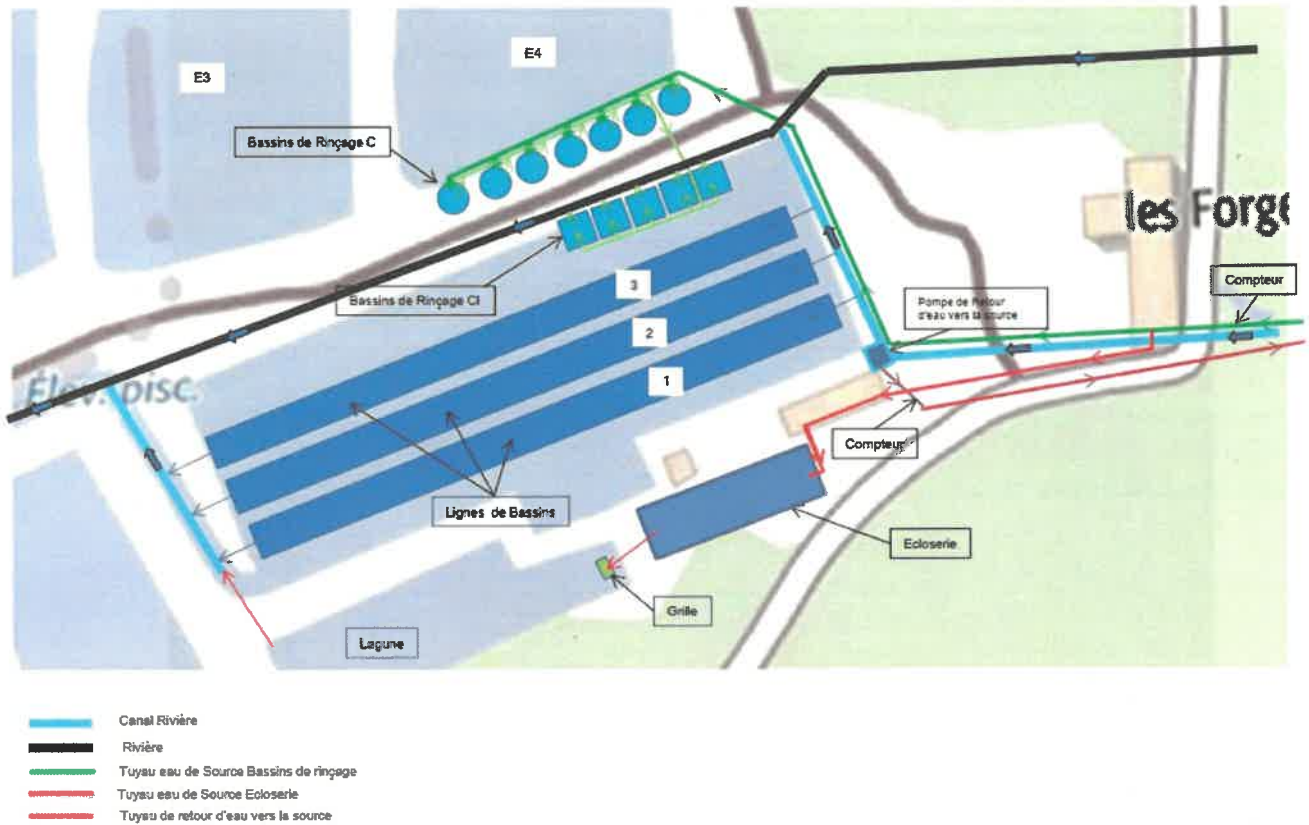 E3
E4
Bassins de Rinçage C
les Forge
Compteur
Bassins de Rinçage CI
3
Pompe de Retour
d'eau vers la source
2
Élev. pisc.
1
Compteur
Lignes de Bassins
Ecloserie
Grille
Lagune
Canal Rivière
Rivière
Tuyau eau de Source Bassins de rinçage
Tuyau eau de Source Ecloserie
Tuyau de retour d'eau vers la source